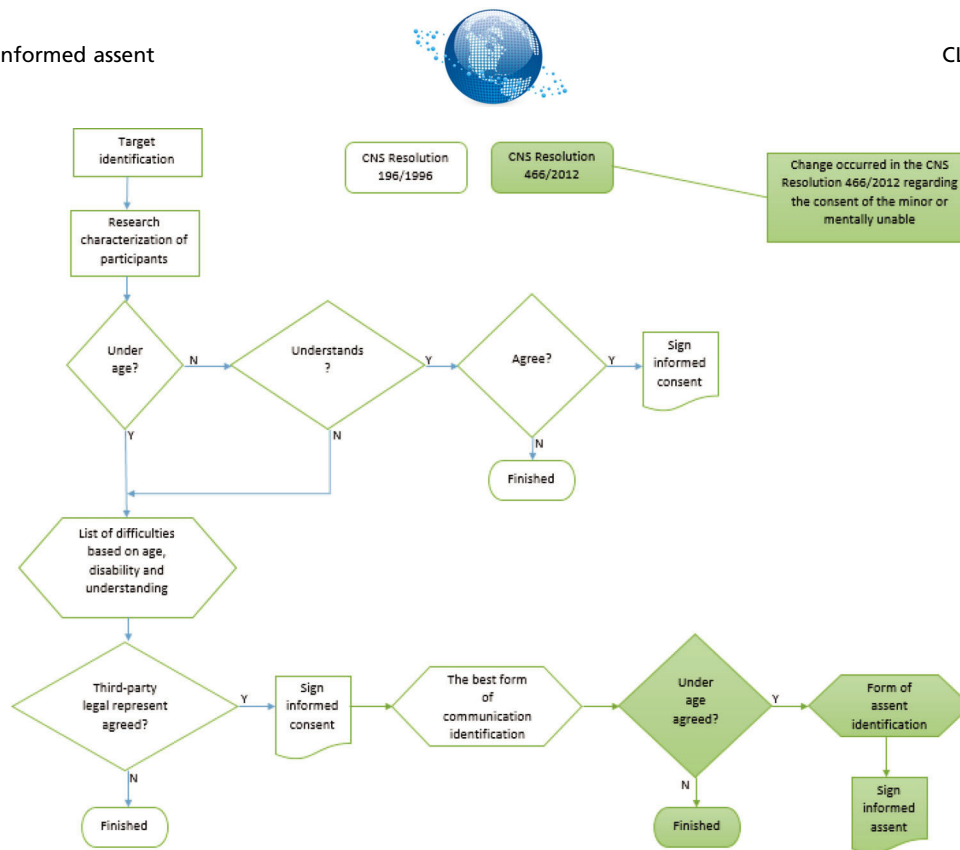 nformed assent
CL
Target
identification
CNS Resolution
196/1996
CNS Resolution
466/2012
Change occurred in the CNS
Resolution 466/2012 regarding
the consent of the minor or
mentally unable
Research
characterization of
participants
Under
age?
N
Understands
?
Y
Agree?
Y
Sign
informed
consent
Y
N
N
Finished
List of difficulties
based on age,
disability and
understanding
Third-party
legal represent
agreed?
Y
Sign
informed
consent
The best form
of
communication
identification
Under
age
agreed?
Y
Form of
assent
identification
N
N
Finished
Finished
Sign
informed
assent